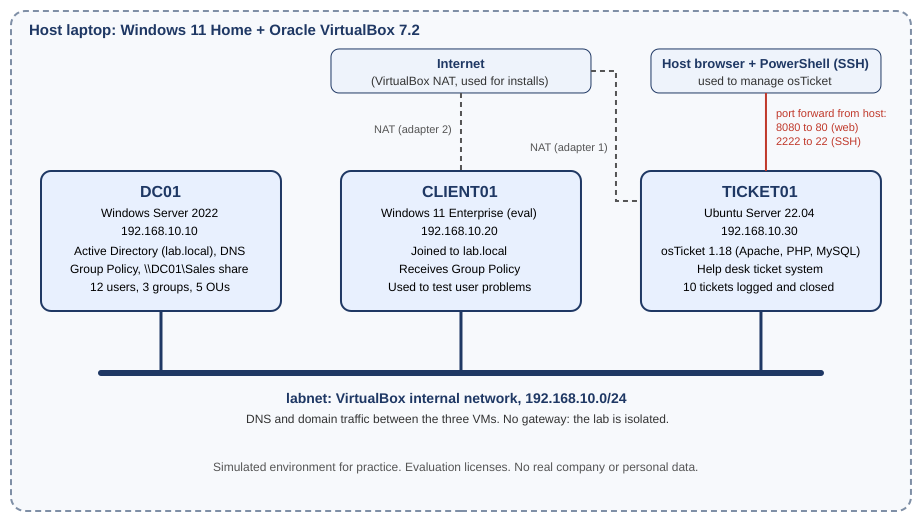 Host laptop: Windows 11 Home + Oracle VirtualBox 7.2
Internet
(VirtualBox NAT, used for installs)
Host browser + PowerShell (SSH)
used to manage osTicket
port forward from host:
8080 to 80 (web)
2222 to 22 (SSH)
NAT (adapter 2)
NAT (adapter 1)
DC01
Windows Server 2022
192.168.10.10
Active Directory (lab.local), DNS
Group Policy, \\DC01\Sales share
12 users, 3 groups, 5 OUs
CLIENT01
Windows 11 Enterprise (eval)
192.168.10.20
Joined to lab.local
Receives Group Policy
Used to test user problems
TICKET01
Ubuntu Server 22.04
192.168.10.30
osTicket 1.18 (Apache, PHP, MySQL)
Help desk ticket system
10 tickets logged and closed
labnet: VirtualBox internal network, 192.168.10.0/24
DNS and domain traffic between the three VMs. No gateway: the lab is isolated.
Simulated environment for practice. Evaluation licenses. No real company or personal data.